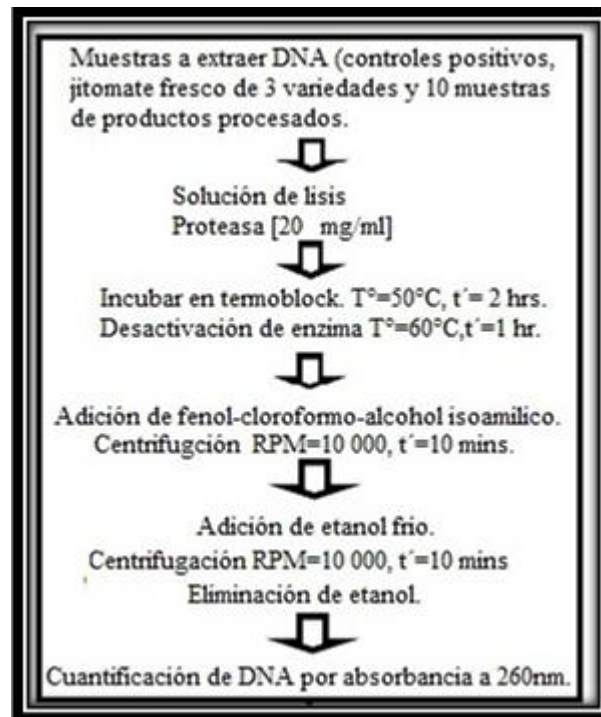 Muestras a extraer DNA (controles positivos,
jitomate fresco de 3 variedades y 10 muestras
de productos procesados.
Solución de lisis
Proteasa [20 mg/ml]
Incubar en termoblock. T°=50°C, t´= 2 hrs.
Desactivación de enzima T°=60°C,t´=1 hr.
Adición de fenol-cloroformo-alcohol isoamílico.
Centrifugción RPM=10 000, t´=10 mins.
Adición de etanol frio.
Centrifugación RPM=10 000, t´=10 mins
Eliminación de etanol.
Cuantificación de DNA por absorbancia a 260nm.